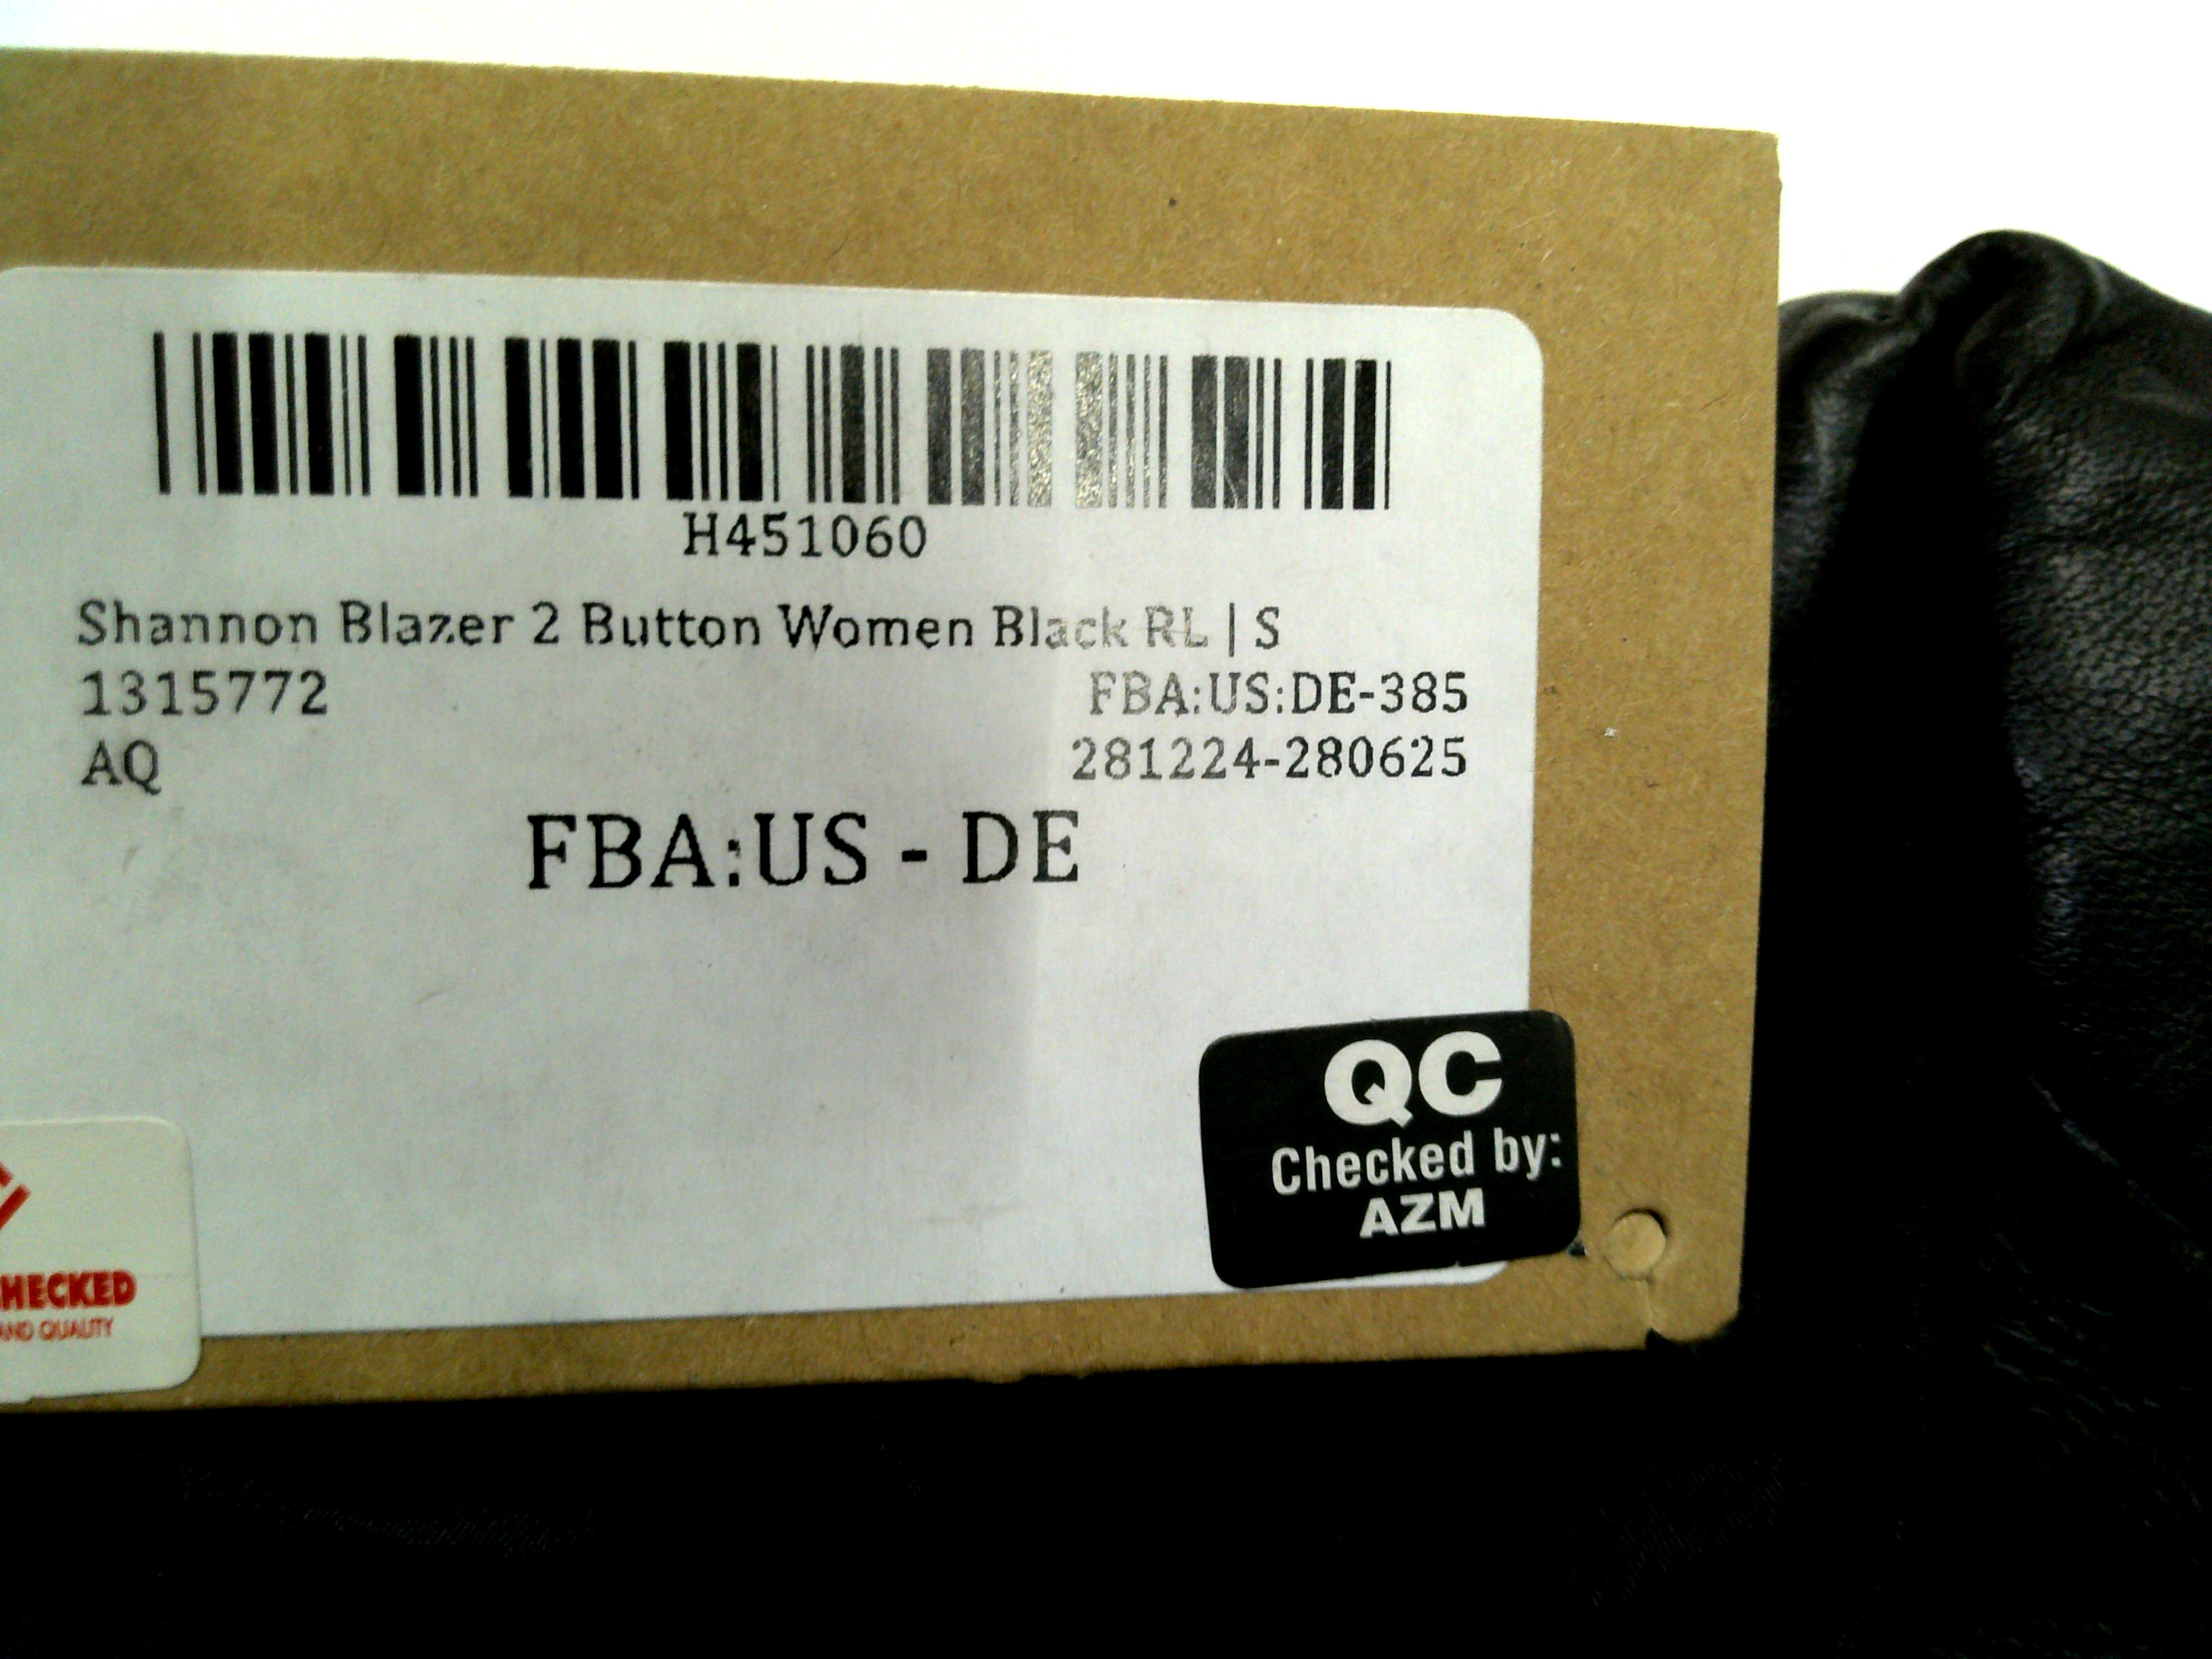 H451060
Shannon Blazer 2 Button Women Black RL | S
1315772
FBA:US:DE-385
AQ
281224-280625
FBA:US - DE
QC
Checked by:
AZM
HECKED
AND QUALITY